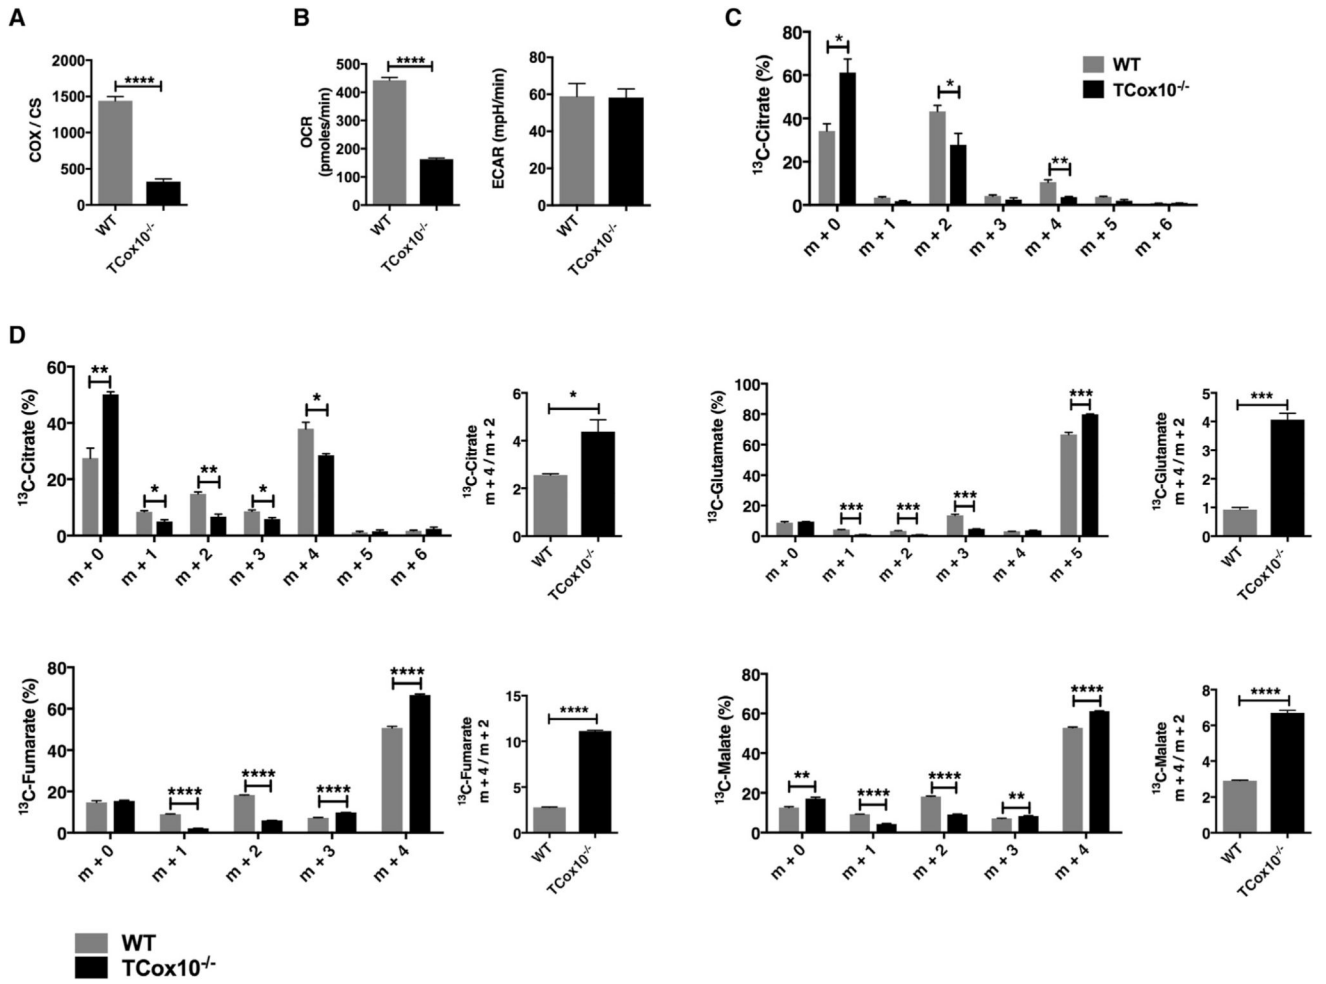 A
COX / CS
2000
1500
1000
500
0
****
WT
TCox10-/-
B
OCR
(pmoles/min)
500
400
300
200
100
0
****
WT
TCox10-/-
ECAR (mpH/min)
80
60
40
20
0
WT
TCox10-/-
C
13C-Citrate (%)
80
60
40
20
0
*
*
**
m + 0
m + 1
m + 2
m + 3
m + 4
m + 5
m + 6
WT
TCox10-/-
D
13C-Citrate (%)
60
40
20
0
**
*
**
*
*
m + 0
m + 1
m + 2
m + 3
m + 4
m + 5
m + 6
13C-Citrate
m + 4 / m + 2
6
4
2
0
*
WT
TCox10-/-
13C-Glutamate (%)
100
80
60
40
20
0
***
***
***
***
m + 0
m + 1
m + 2
m + 3
m + 4
m + 5
13C-Glutamate
m + 4 / m + 2
5
4
3
2
1
0
***
WT
TCox10-/-
13C-Fumarate (%)
80
60
40
20
0
****
****
****
****
m + 0
m + 1
m + 2
m + 3
m + 4
13C-Fumarate
m + 4 / m + 2
15
10
5
0
****
WT
TCox10-/-
13C-Malate (%)
80
60
40
20
0
**
****
****
**
****
m + 0
m + 1
m + 2
m + 3
m + 4
13C-Malate
m + 4 / m + 2
8
6
4
2
0
****
WT
TCox10-/-
WT
TCox10-/-